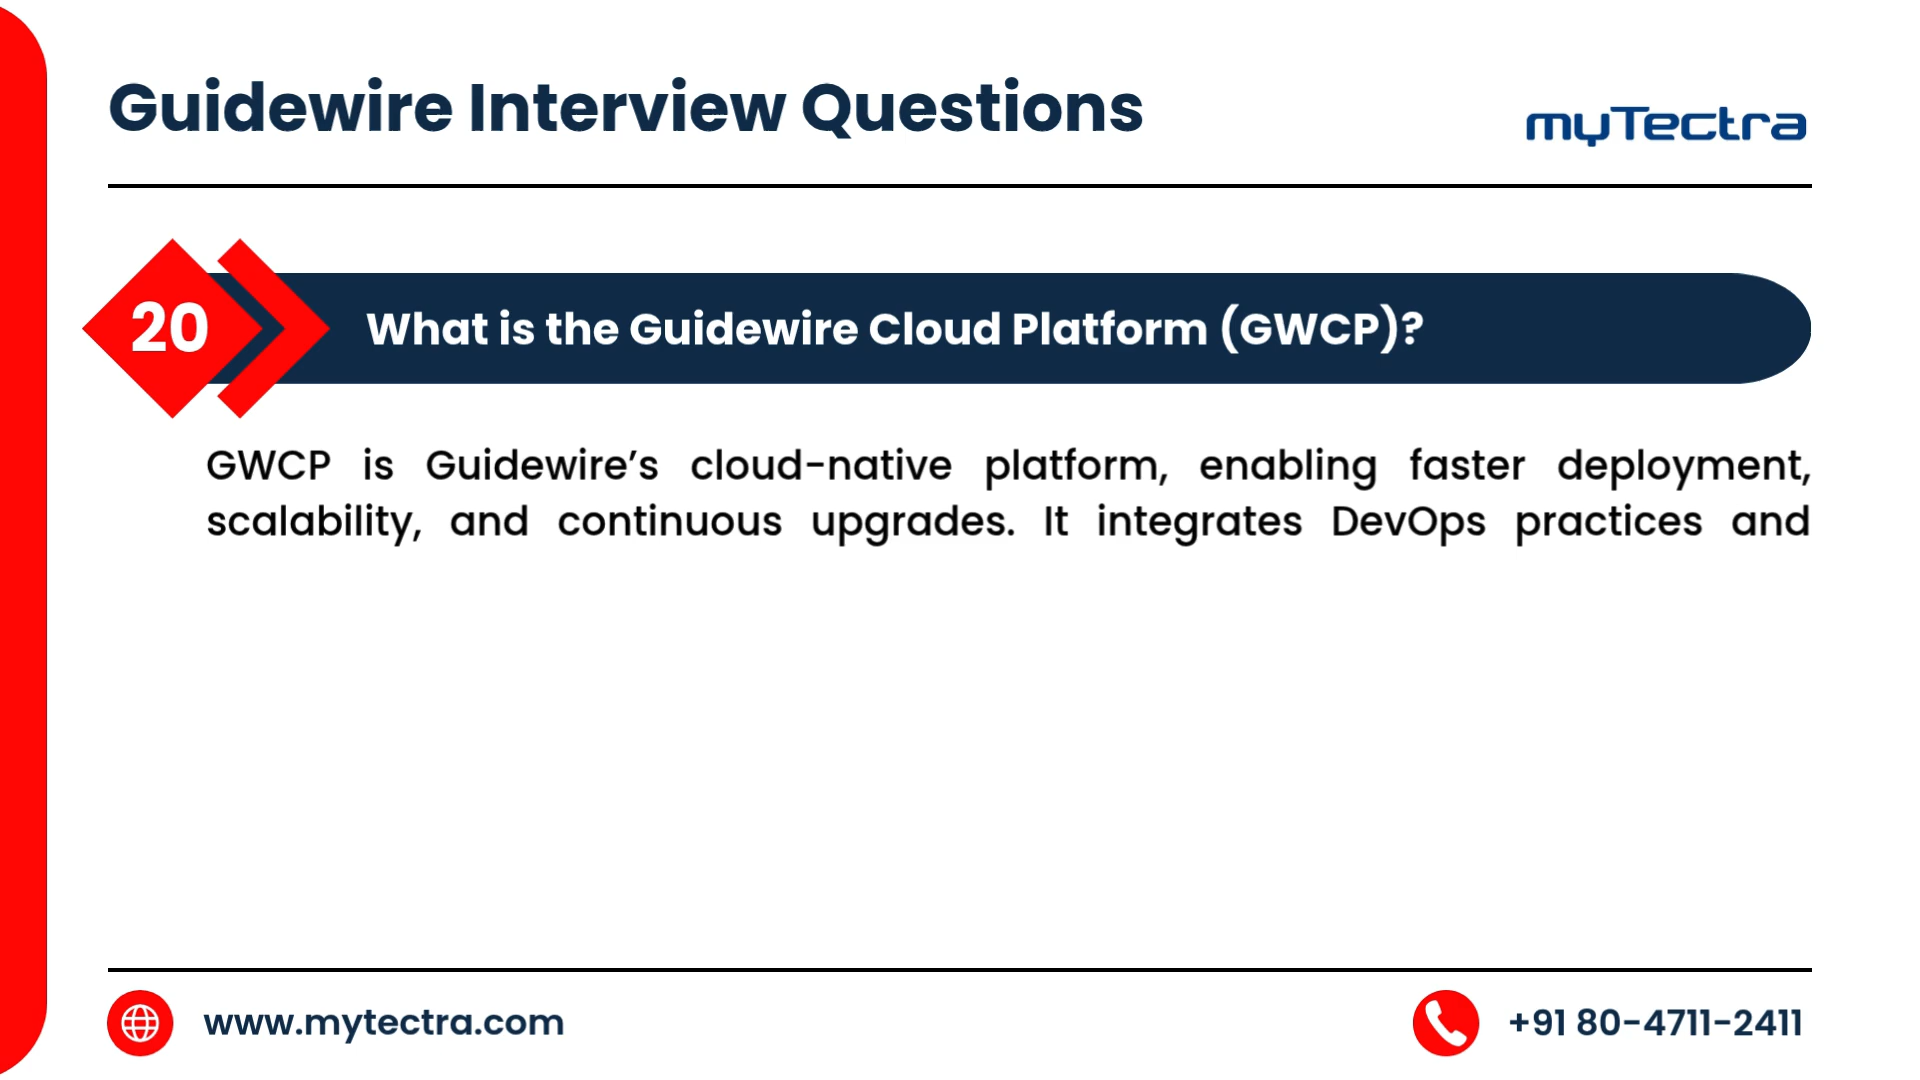 Guidewire Interview Questions
myTectra
20
What is the Guidewire Cloud Platform (GWCP)?
GWCP is Guidewire’s cloud-native platform, enabling faster deployment,
scalability, and continuous upgrades. It integrates DevOps practices and
www.mytectra.com
+91 80-4711-2411